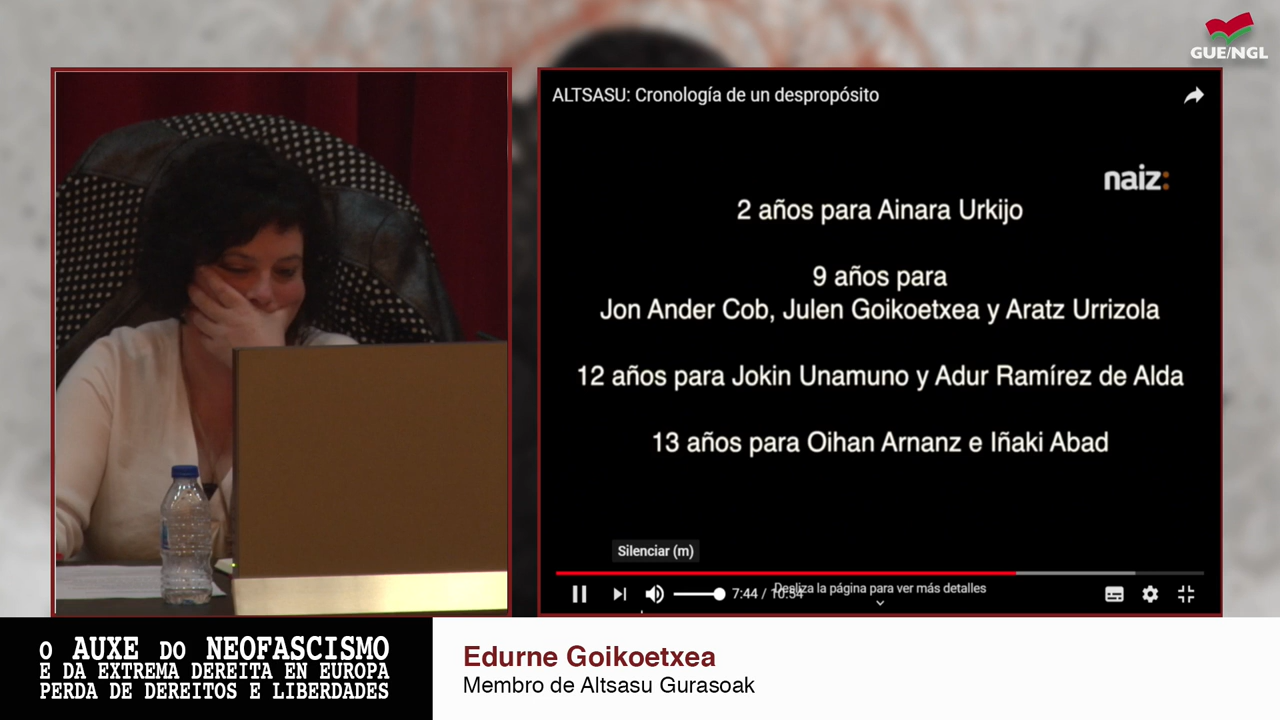 GUE/NGL
ALTSASU: Cronología de un despropósito
naiz:
2 años para Ainara Urkijo
9 años para
Jon Ander Cob, Julen Goikoetxea y Aratz Urrizola
12 años para Jokin Unamuno y Adur Ramírez de Alda
13 años para Oihan Arnanz e Iñaki Abad
Silenciar (m)
7:44 / 10:54
Desliza la página para ver más detalles
O AUXE DO NEOFASCISMO
E DA EXTREMA DEREITA EN EUROPA
PERDA DE DEREITOS E LIBERDADES
Edurne Goikoetxea
Membro de Altsasu Gurasoak